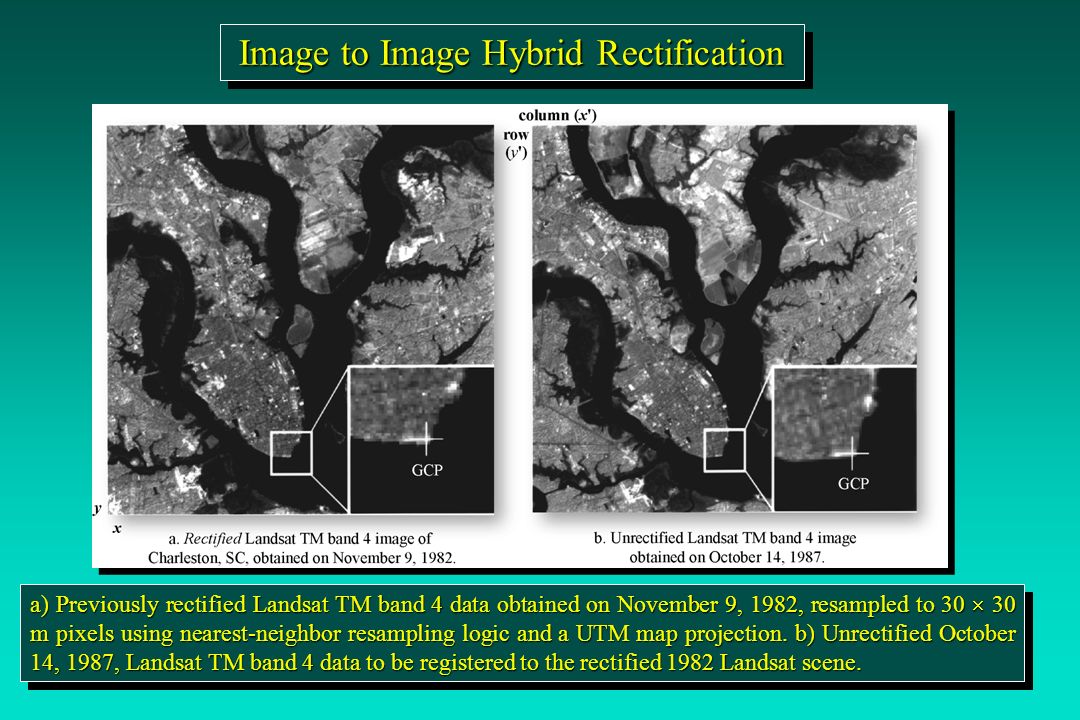 Image to Image Hybrid Rectification
column (x')
row
(y')
GCP
GCP
y
x
a. Rectified Landsat TM band 4 image of
Charleston, SC, obtained on November 9, 1982.
b. Unrectified Landsat TM band 4 image
obtained on October 14, 1987.
a) Previously rectified Landsat TM band 4 data obtained on November 9, 1982, resampled to 30 × 30
m pixels using nearest-neighbor resampling logic and a UTM map projection. b) Unrectified October
14, 1987, Landsat TM band 4 data to be registered to the rectified 1982 Landsat scene.